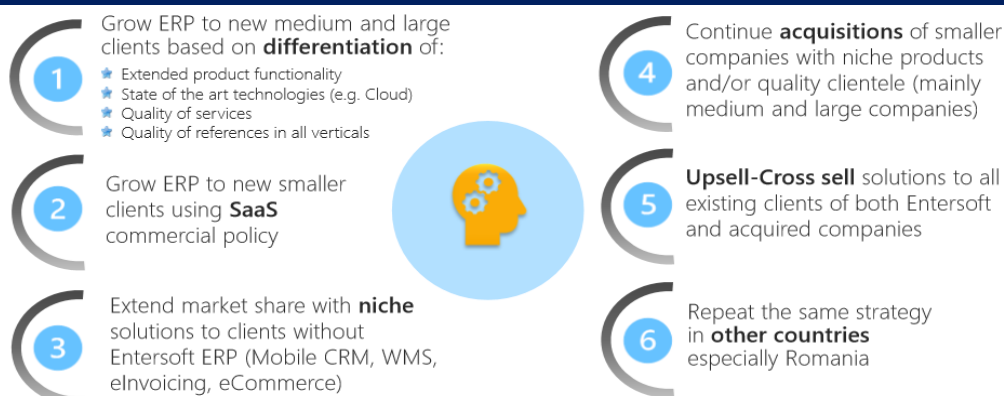 1
Grow ERP to new medium and large
clients based on differentiation of:
Extended product functionality
State of the art technologies (e.g. Cloud)
Quality of services
Quality of references in all verticals
2
Grow ERP to new smaller
clients using SaaS
commercial policy
3
Extend market share with niche
solutions to clients without
Entersoft ERP (Mobile CRM, WMS,
eInvoicing, eCommerce)
4
Continue acquisitions of smaller
companies with niche products
and/or quality clientele (mainly
medium and large companies)
5
Upsell-Cross sell solutions to all
existing clients of both Entersoft
and acquired companies
6
Repeat the same strategy
in other countries
especially Romania